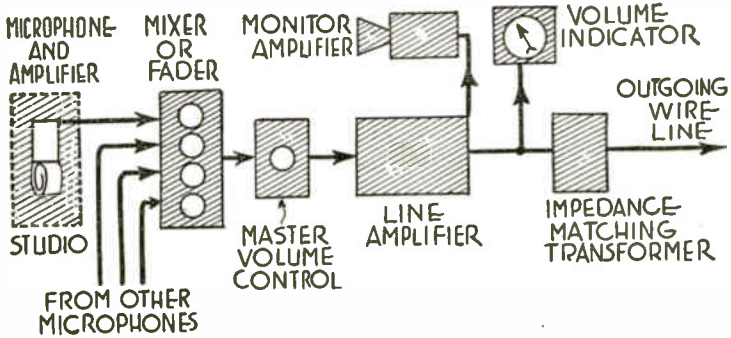 MICROPHONE
AND
AMPLIFIER
MIXER
OR
FADER
MONITOR
AMPLIFIER
VOLUME
INDICATOR
OUTGOING
WIRE
LINE
STUDIO
MASTER
VOLUME
CONTROL
LINE
AMPLIFIER
IMPEDANCE
MATCHING
TRANSFORMER
FROM OTHER
MICROPHONES